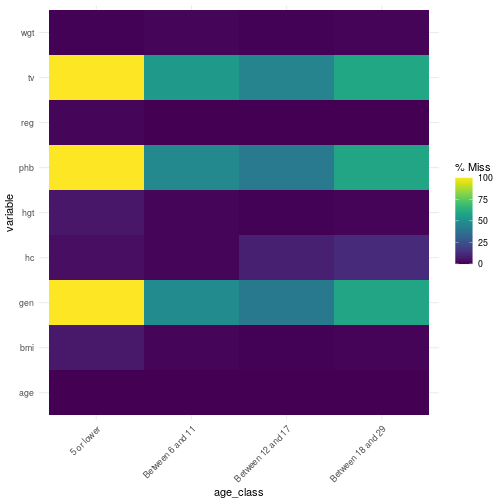 wgt
tv
reg
phb
hgt
hc
gen
bmi
age
variable
5 or lower
Between 6 and 11
Between 12 and 17
Between 18 and 29
age_class
% Miss
100
75
50
25
0